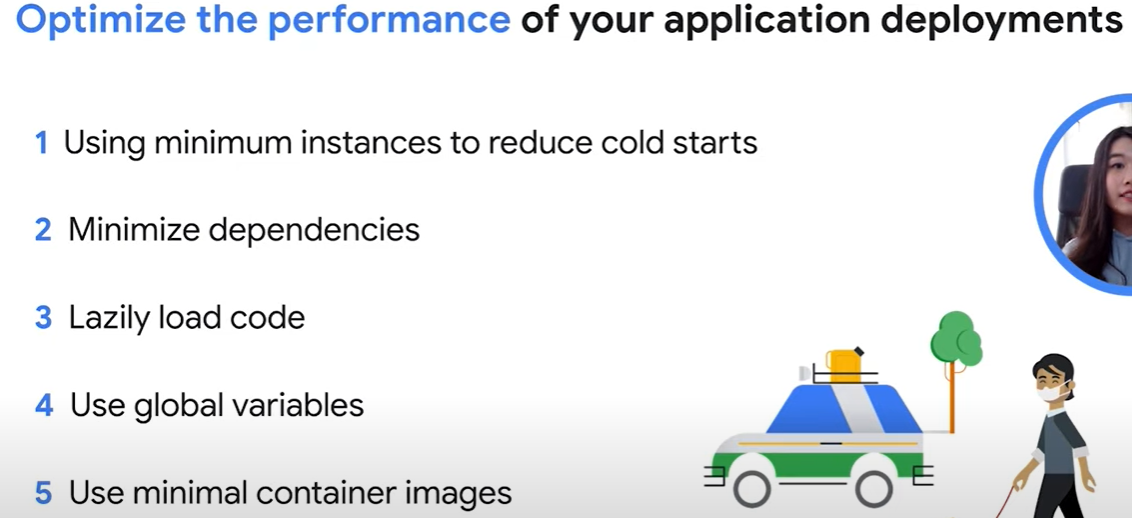 Optimize the performance of your application deployments
1 Using minimum instances to reduce cold starts
2 Minimize dependencies
3 Lazily load code
4 Use global variables
5 Use minimal container images